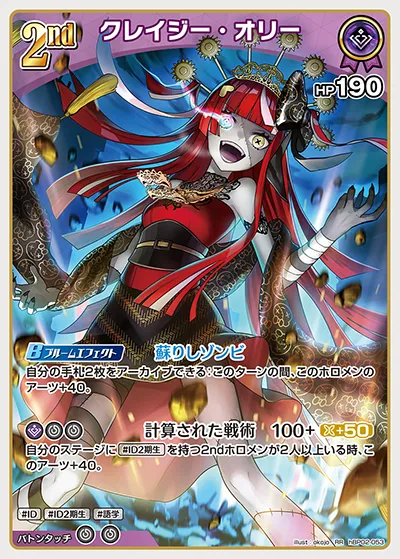 2nd
クレイジー・オリー
HP190
Bブルームエフェクト 蘇りしゾンビ
自分の手札2枚をアーカイブできる:このターンの間、このホロメンの
アーツ+40。
計算された戦術 100+ +50
自分のステージに#ID2期生を持つ2ndホロメンが2人以上いる時、こ
のアーツ+40。
#ID #ID2期生 #語学
バトンタッチ
illust:okojo RR hBP02-053